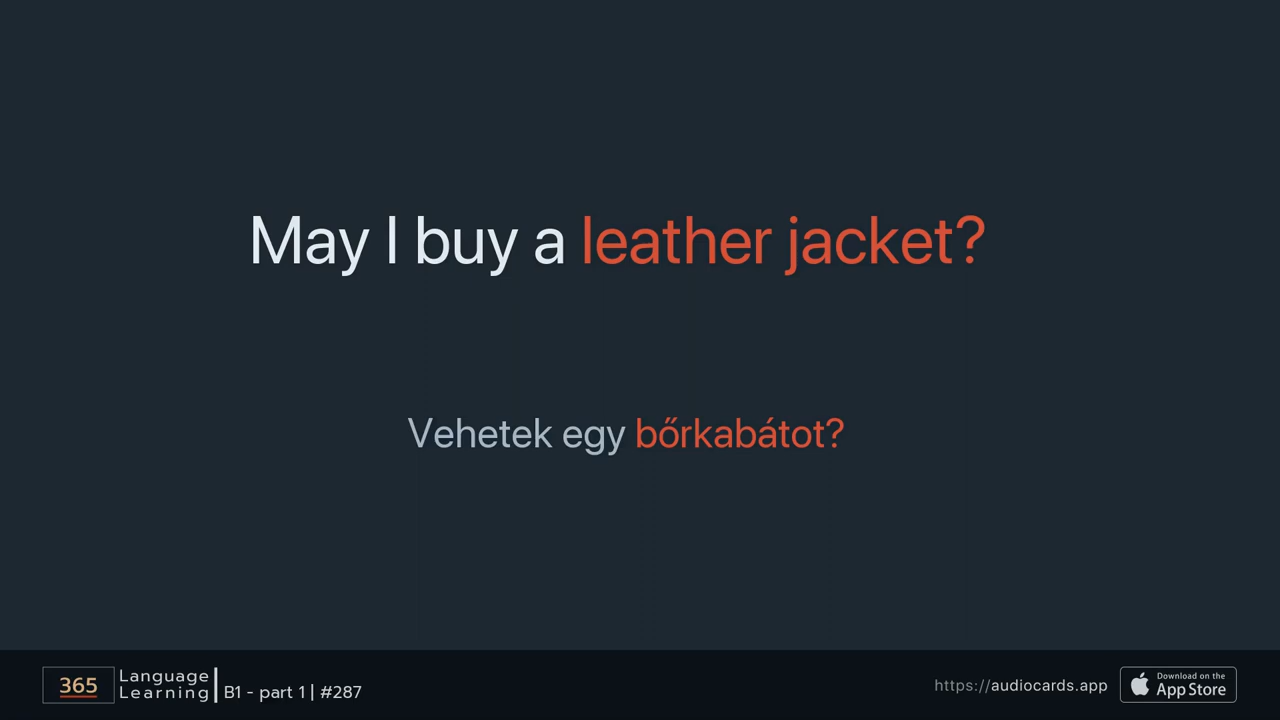 May I buy a leather jacket?
Vehetek egy bőrkabátot?
365 Language Learning B1 - part 1 | #287
https://audiocards.app
Download on the App Store